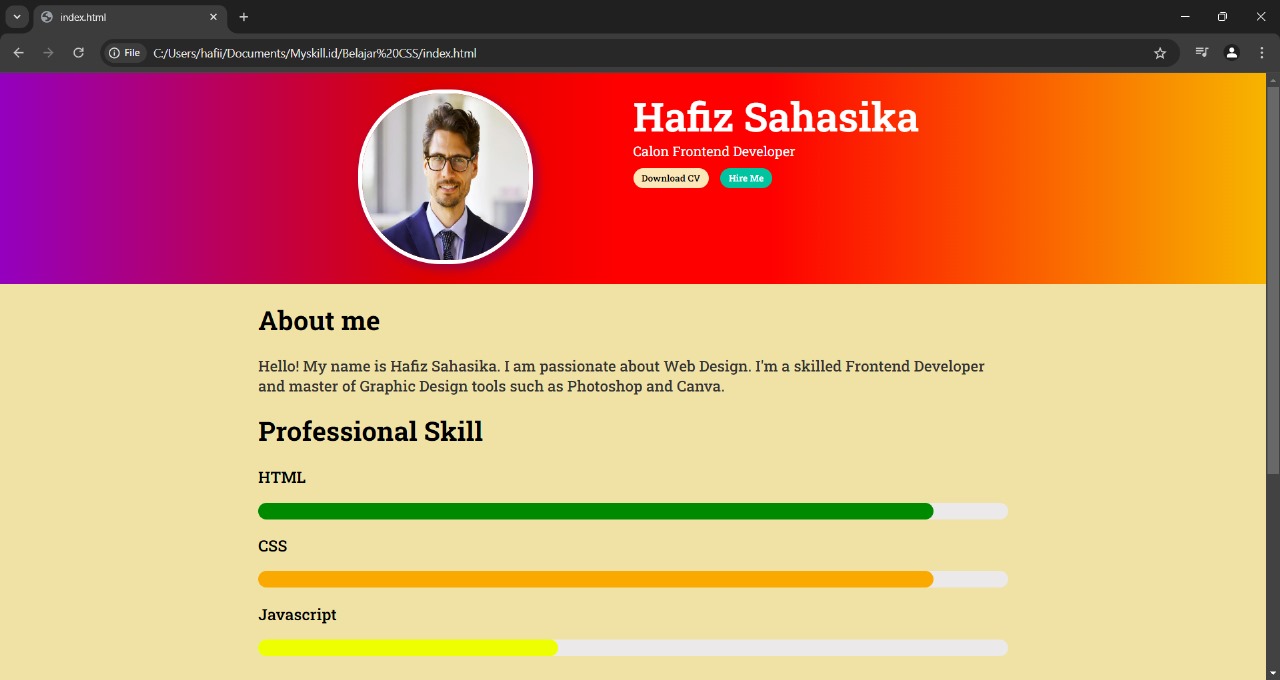 index.html
File
C:/Users/hafii/Documents/Myskill.id/Belajar%20CSS/index.html
Hafiz Sahasika
Calon Frontend Developer
Download CV
Hire Me
About me
Hello! My name is Hafiz Sahasika. I am passionate about Web Design. I'm a skilled Frontend Developer
and master of Graphic Design tools such as Photoshop and Canva.
Professional Skill
HTML
CSS
Javascript